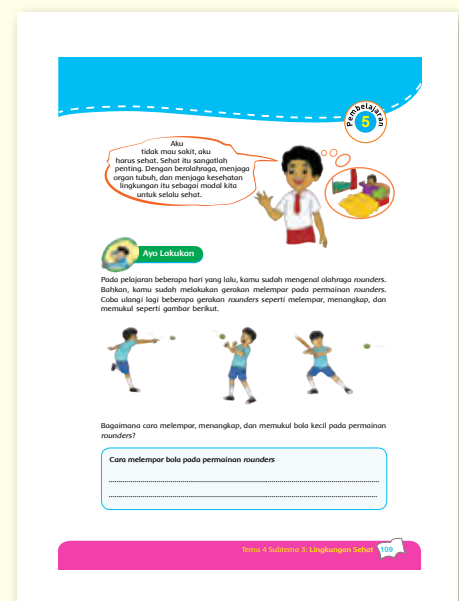 Pembelajaran
5
Aku
tidak mau sakit, aku
harus sehat. Sehat itu sangatlah
penting. Dengan berolahraga, menjaga
organ tubuh, dan menjaga kesehatan
lingkungan itu sebagai modal kita
untuk selalu sehat.
Ayo Lakukan
Pada pelajaran beberapa hari yang lalu, kamu sudah mengenal olahraga rounders.
Bahkan, kamu sudah melakukan gerakan melempar pada permainan rounders.
Coba ulangi lagi beberapa gerakan rounders seperti melempar, menangkap, dan
memukul seperti gambar berikut.
Bagaimana cara melempar, menangkap, dan memukul bola kecil pada permainan
rounders?
Cara melempar bola pada permainan rounders
Tema 4 Subtema 3: Lingkungan Sehat 109